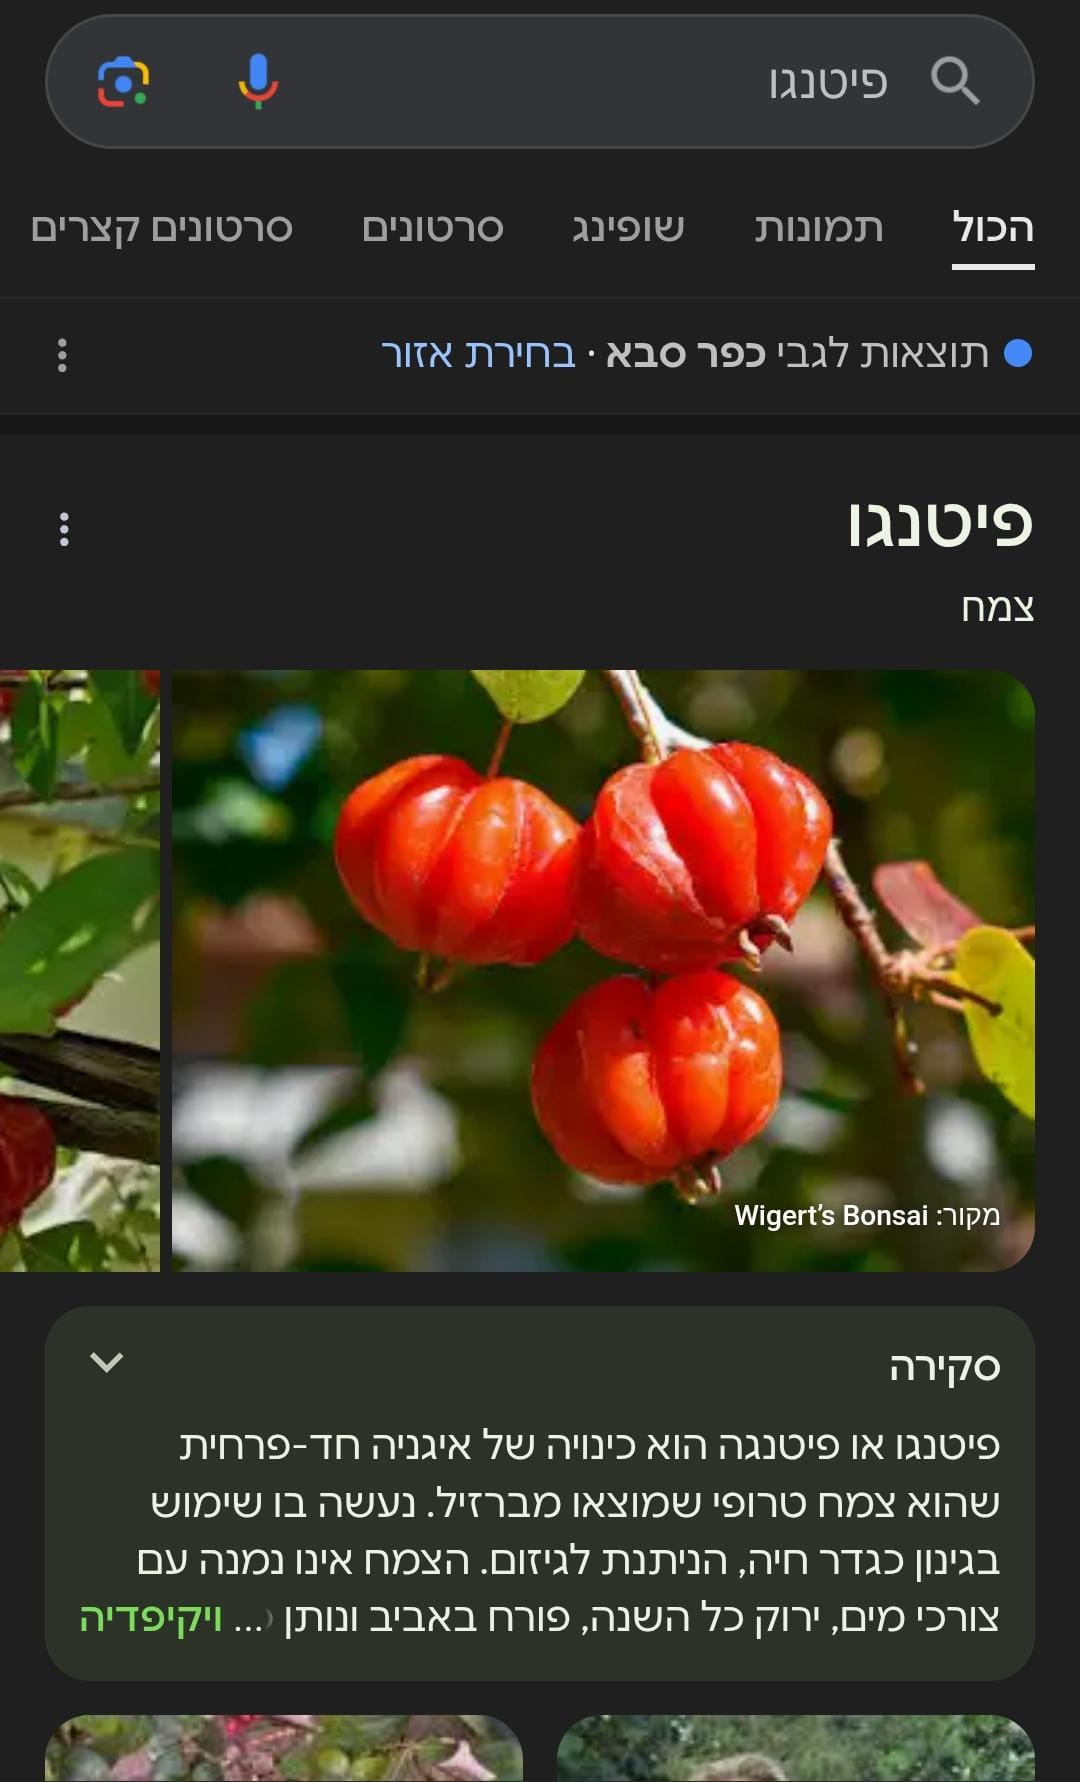 פיטנגו
הכול תמונות שופינג סרטונים סרטונים קצרים
תוצאות לגבי כפר סבא · בחירת אזור
פיטנגו
צמח
מקור: Wigert's Bonsai
סקירה
פיטנגו או פיטנגה הוא כינויה של איגניה חד-פרחית
שהוא צמח טרופי שמוצאו מברזיל. נעשה בו שימוש
בגינון כגדר חיה, הניתנת לגיזום. הצמח אינו נמנה עם
צורכי מים, ירוק כל השנה, פורח באביב ונותן ... ויקיפדיה